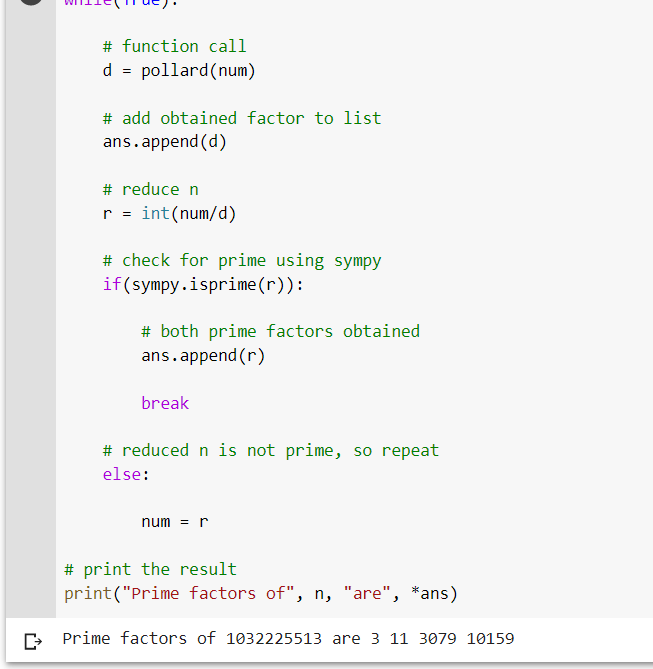 while(True):
# function call
d = pollard(num)
# add obtained factor to list
ans.append(d)
# reduce n
r = int(num/d)
# check for prime using sympy
if(sympy.isprime(r)):
# both prime factors obtained
ans.append(r)
break
# reduced n is not prime, so repeat
else:
num = r
# print the result
print("Prime factors of", n, "are", *ans)
Prime factors of 1032225513 are 3 11 3079 10159